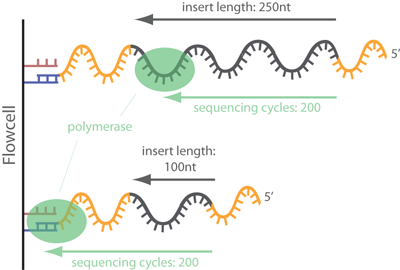 insert length: 250nt
5’
sequencing cycles: 200
polymerase
Flowcell
insert length:
100nt
5’
sequencing cycles: 200